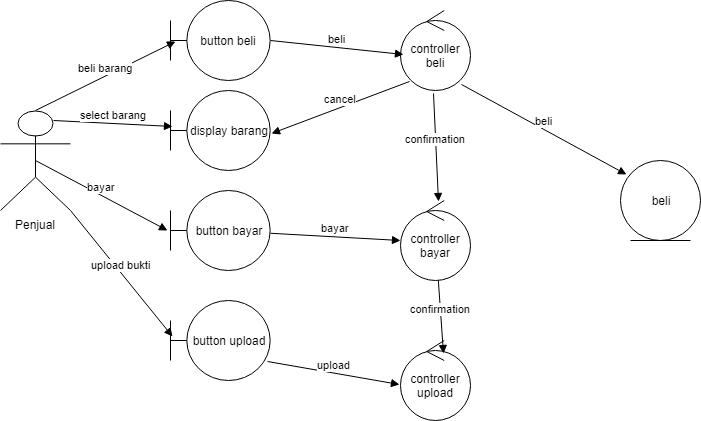 button beli
beli
controller
beli
beli barang
cancel
select barang
display barang
beli
confirmation
bayar
beli
Penjual
button bayar
bayar
controller
bayar
upload bukti
confirmation
button upload
upload
controller
upload